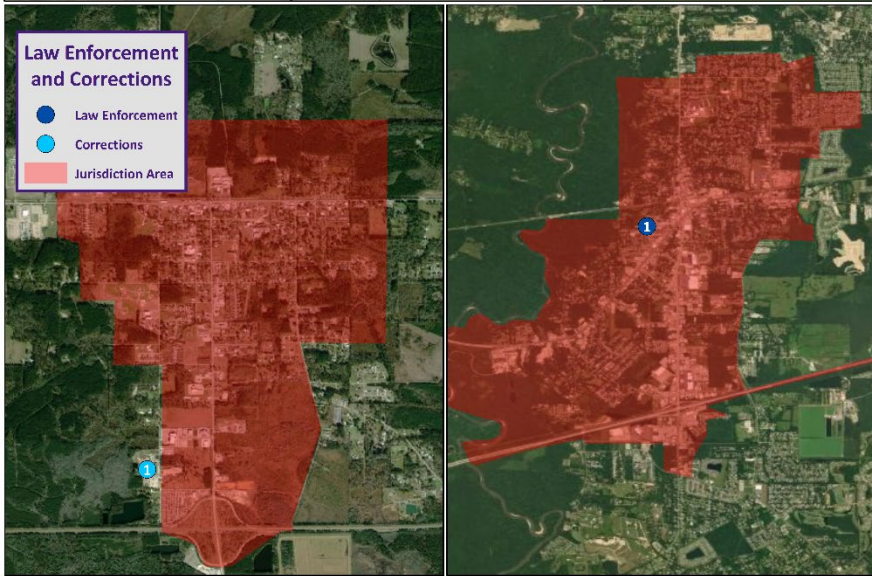 Law Enforcement
and Corrections
Law Enforcement
Corrections
Jurisdiction Area
1
1